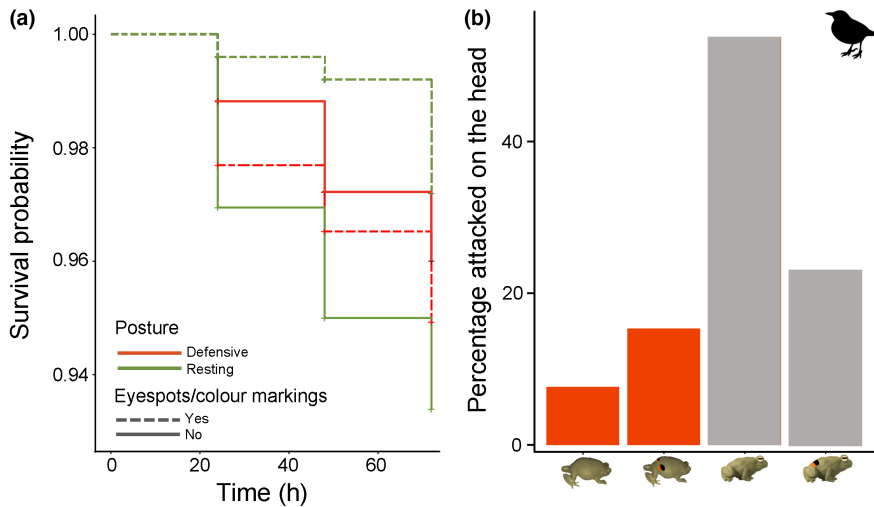 (a)
Survival probability
1.00
0.98
0.96
0.94
Posture
Defensive
Resting
Eyespots/colour markings
Yes
No
0 20 40 60
Time (h)
(b)
Percentage attacked on the head
40
20
0